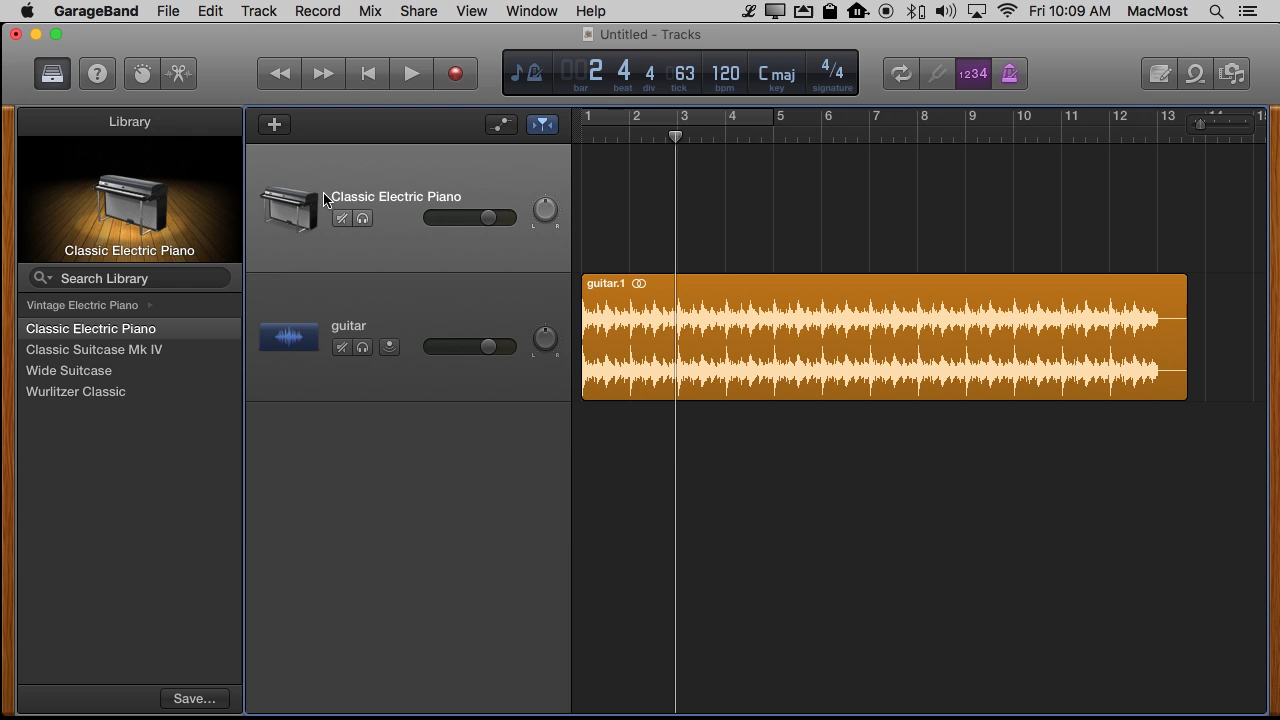 GarageBand File Edit Track Record Mix Share View Window Help Fri 10:09 AM MacMost
Untitled - Tracks
2 4 4 63 120 C maj 4/4
bar beat div tick bpm key signature
1234
Library
1 2 3 4 5 6 7 8 9 10 11 12 13 14 15
Classic Electric Piano
L R
Classic Electric Piano
Search Library
guitar.1
Vintage Electric Piano
Classic Electric Piano
guitar
L R
Classic Suitcase Mk IV
Wide Suitcase
Wurlitzer Classic
Save...